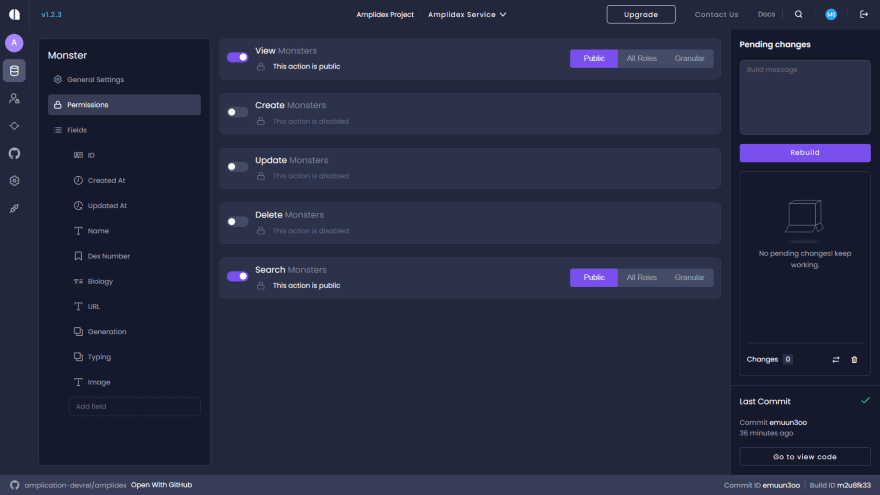 v1.2.3
Amplidex Project
Amplidex Service
Upgrade
Contact Us
Docs
MS
A
Monster
General Settings
Permissions
Fields
ID
Created At
Updated At
Name
Dex Number
Biology
URL
Generation
Typing
Image
Add field
View Monsters
This action is public
Public
All Roles
Granular
Create Monsters
This action is disabled
Update Monsters
This action is disabled
Delete Monsters
This action is disabled
Search Monsters
This action is public
Public
All Roles
Granular
Pending changes
Build message
Rebuild
No pending changes! keep
working.
Changes 0
Last Commit
Commit emuun3oo
36 minutes ago
Go to view code
amplication-devrel/amplidex Open With GitHub
Commit ID emuun3oo | Build ID m2u8fk33